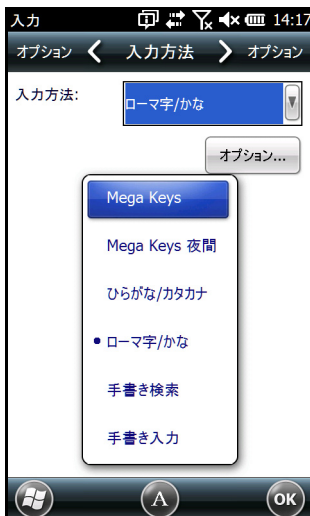 入力 14:17
オプション 入力方法 オプション
入力方法: ローマ字/かな
オプション...
Mega Keys
Mega Keys 夜間
ひらがな/カタカナ
ローマ字/かな
手書き検索
手書き入力
A OK